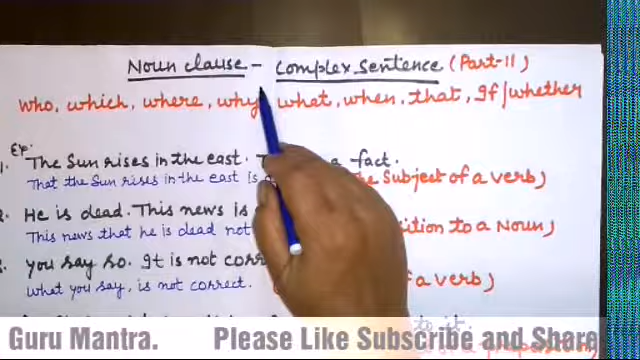 Noun clause - Complex Sentence (Part-II)
who, which, where, why, what, when, that, If/whether
Ex:
1. The Sun rises in the east. a fact.
That the Sun rises in the east is the Subject of a verb)
2. He is dead. This news is
This news that he is dead not to a Noun)
You say so. It is not
what you say, is not correct. of a verb)
to it.
Guru Mantra. Please Like Subscribe and Share